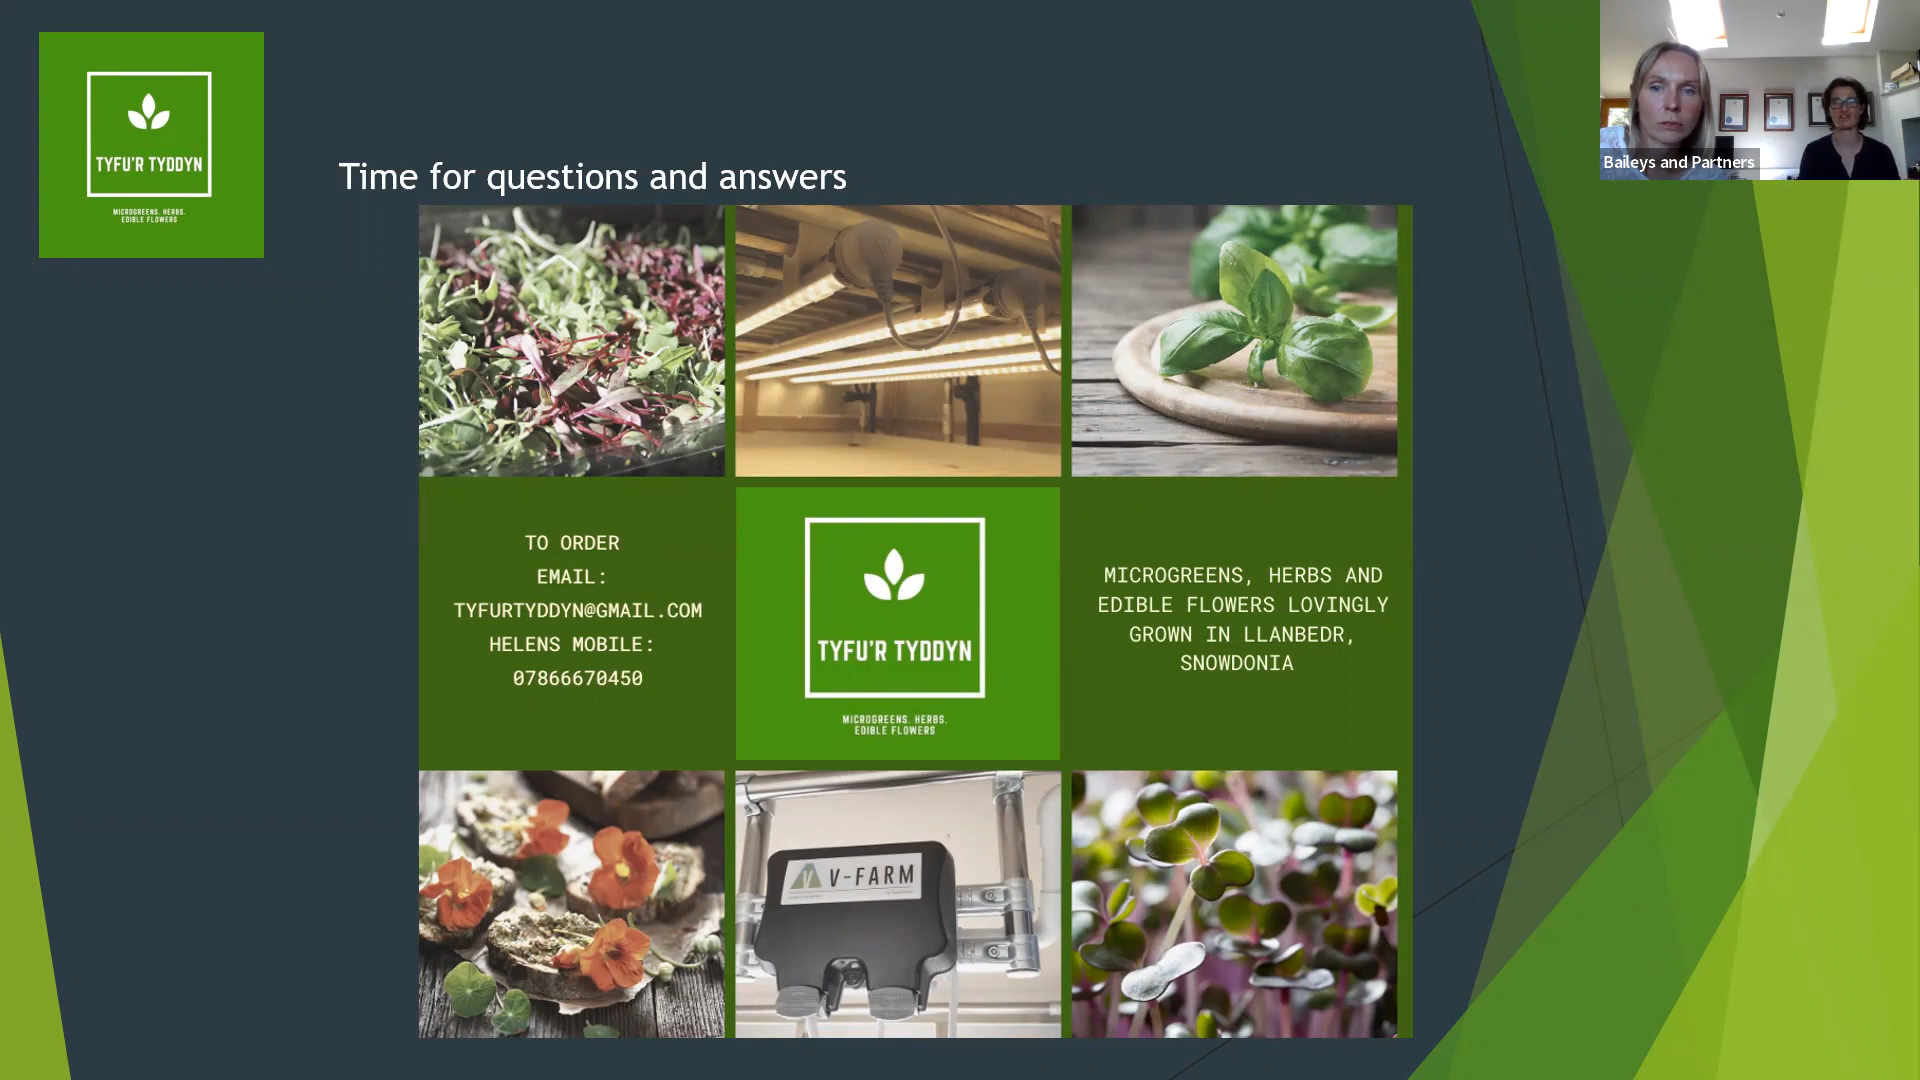 TYFU'R TYDDYN
MICROGREENS. HERBS.
EDIBLE FLOWERS
Baileys and Partners
Time for questions and answers
TO ORDER
EMAIL:
TYFURTYDDYN@GMAIL.COM
HELENS MOBILE:
07866670450
TYFU'R TYDDYN
MICROGREENS. HERBS.
EDIBLE FLOWERS
MICROGREENS, HERBS AND
EDIBLE FLOWERS LOVINGLY
GROWN IN LLANBEDR,
SNOWDONIA
V-FARM